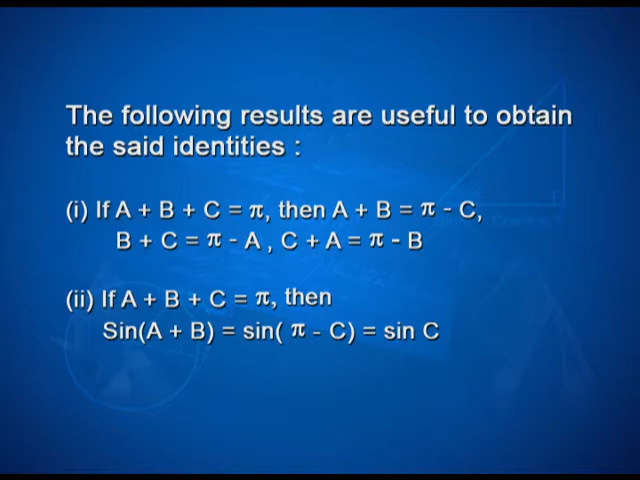 The following results are useful to obtain
the said identities :
(i) If A + B + C = π, then A + B = π - C,
B + C = π - A , C + A = π - B
(ii) If A + B + C = π, then
Sin(A + B) = sin( π - C) = sin C